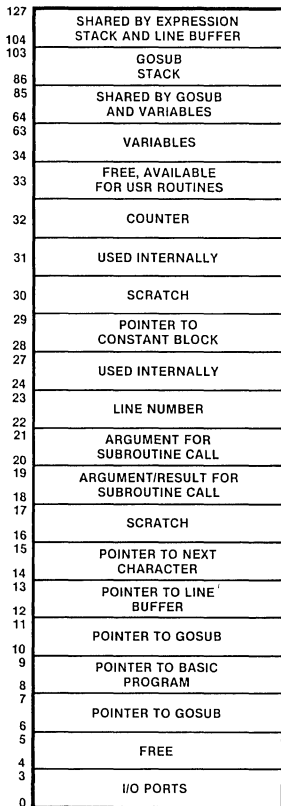 127
SHARED BY EXPRESSION
STACK AND LINE BUFFER
104
103
GOSUB
STACK
86
85
SHARED BY GOSUB
AND VARIABLES
64
63
VARIABLES
34
FREE, AVAILABLE
FOR USR ROUTINES
33
32 COUNTER
31 USED INTERNALLY
30 SCRATCH
29
POINTER TO
CONSTANT BLOCK
28
27
USED INTERNALLY
24
23
LINE NUMBER
22
21
ARGUMENT FOR
SUBROUTINE CALL
20
19
ARGUMENT/RESULT FOR
SUBROUTINE CALL
18
17
SCRATCH
16
15
POINTER TO NEXT
CHARACTER
14
13
POINTER TO LINE
BUFFER
12
11
POINTER TO GOSUB
10
9
POINTER TO BASIC
PROGRAM
8
7
POINTER TO GOSUB
6
5
FREE
4
3
I/O PORTS
0